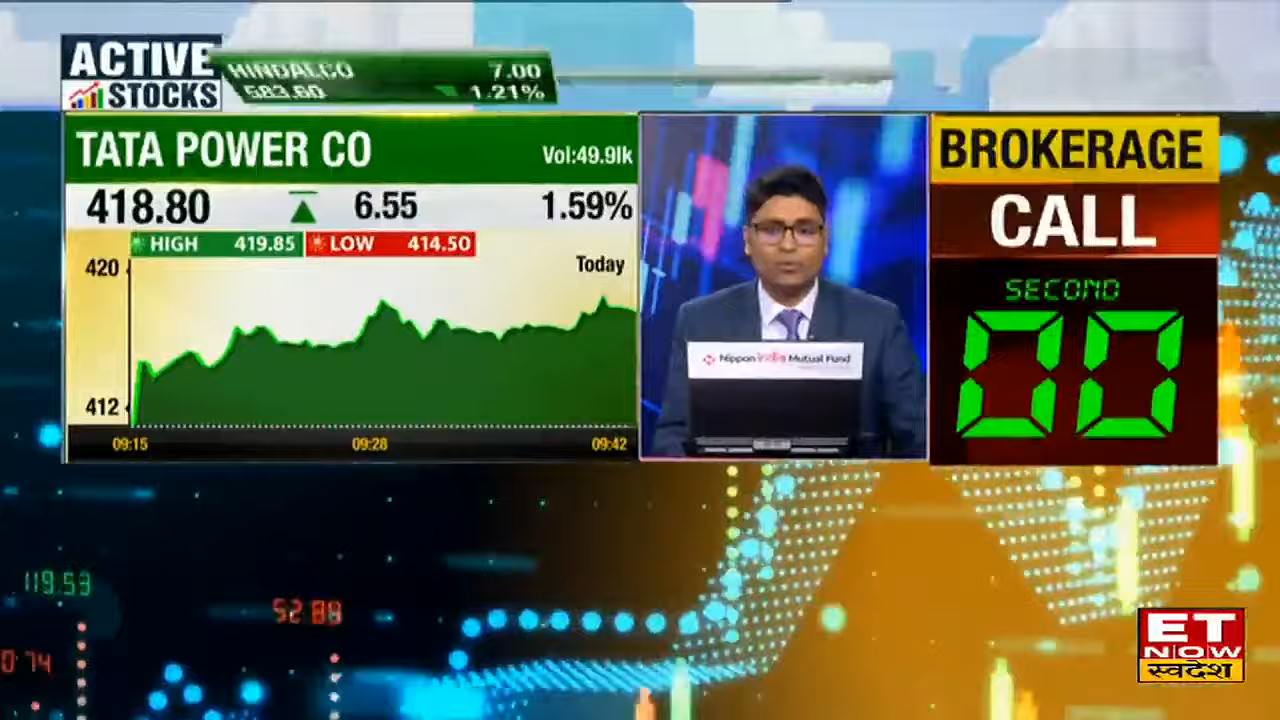 ACTIVE
STOCKS
HINDALCO 7.00
583.60 1.21%
TATA POWER CO Vol:49.9lk
418.80 6.55 1.59%
HIGH 419.85 LOW 414.50
Today
420
412
09:15 09:28 09:42
Nippon india Mutual Fund
BROKERAGE
CALL
SECOND
00
119.53
52.88
0.74
ET
NOW
स्वदेश